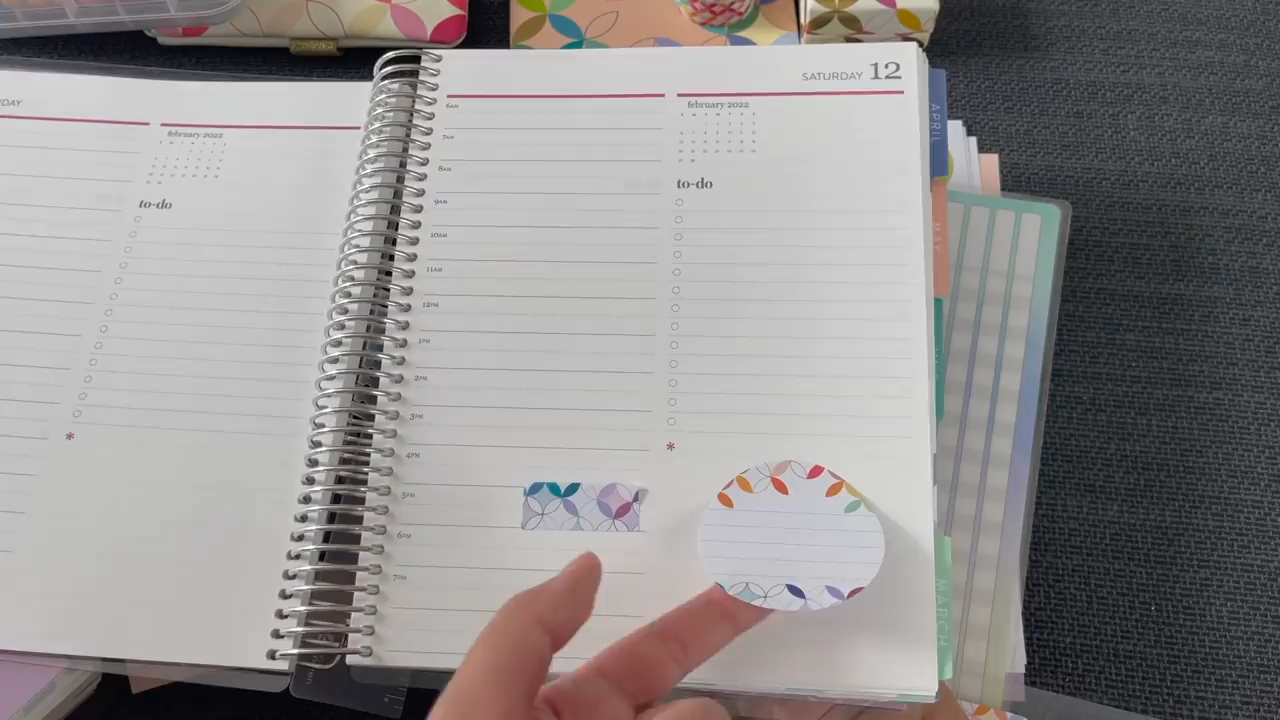 DAY
february 2022
to-do
*
SATURDAY 12
6AM
7AM
8AM
9AM
10AM
11AM
12PM
1PM
2PM
3PM
4PM
5PM
6PM
7PM
february 2022
to-do
*
APRIL
MAY
MARCH